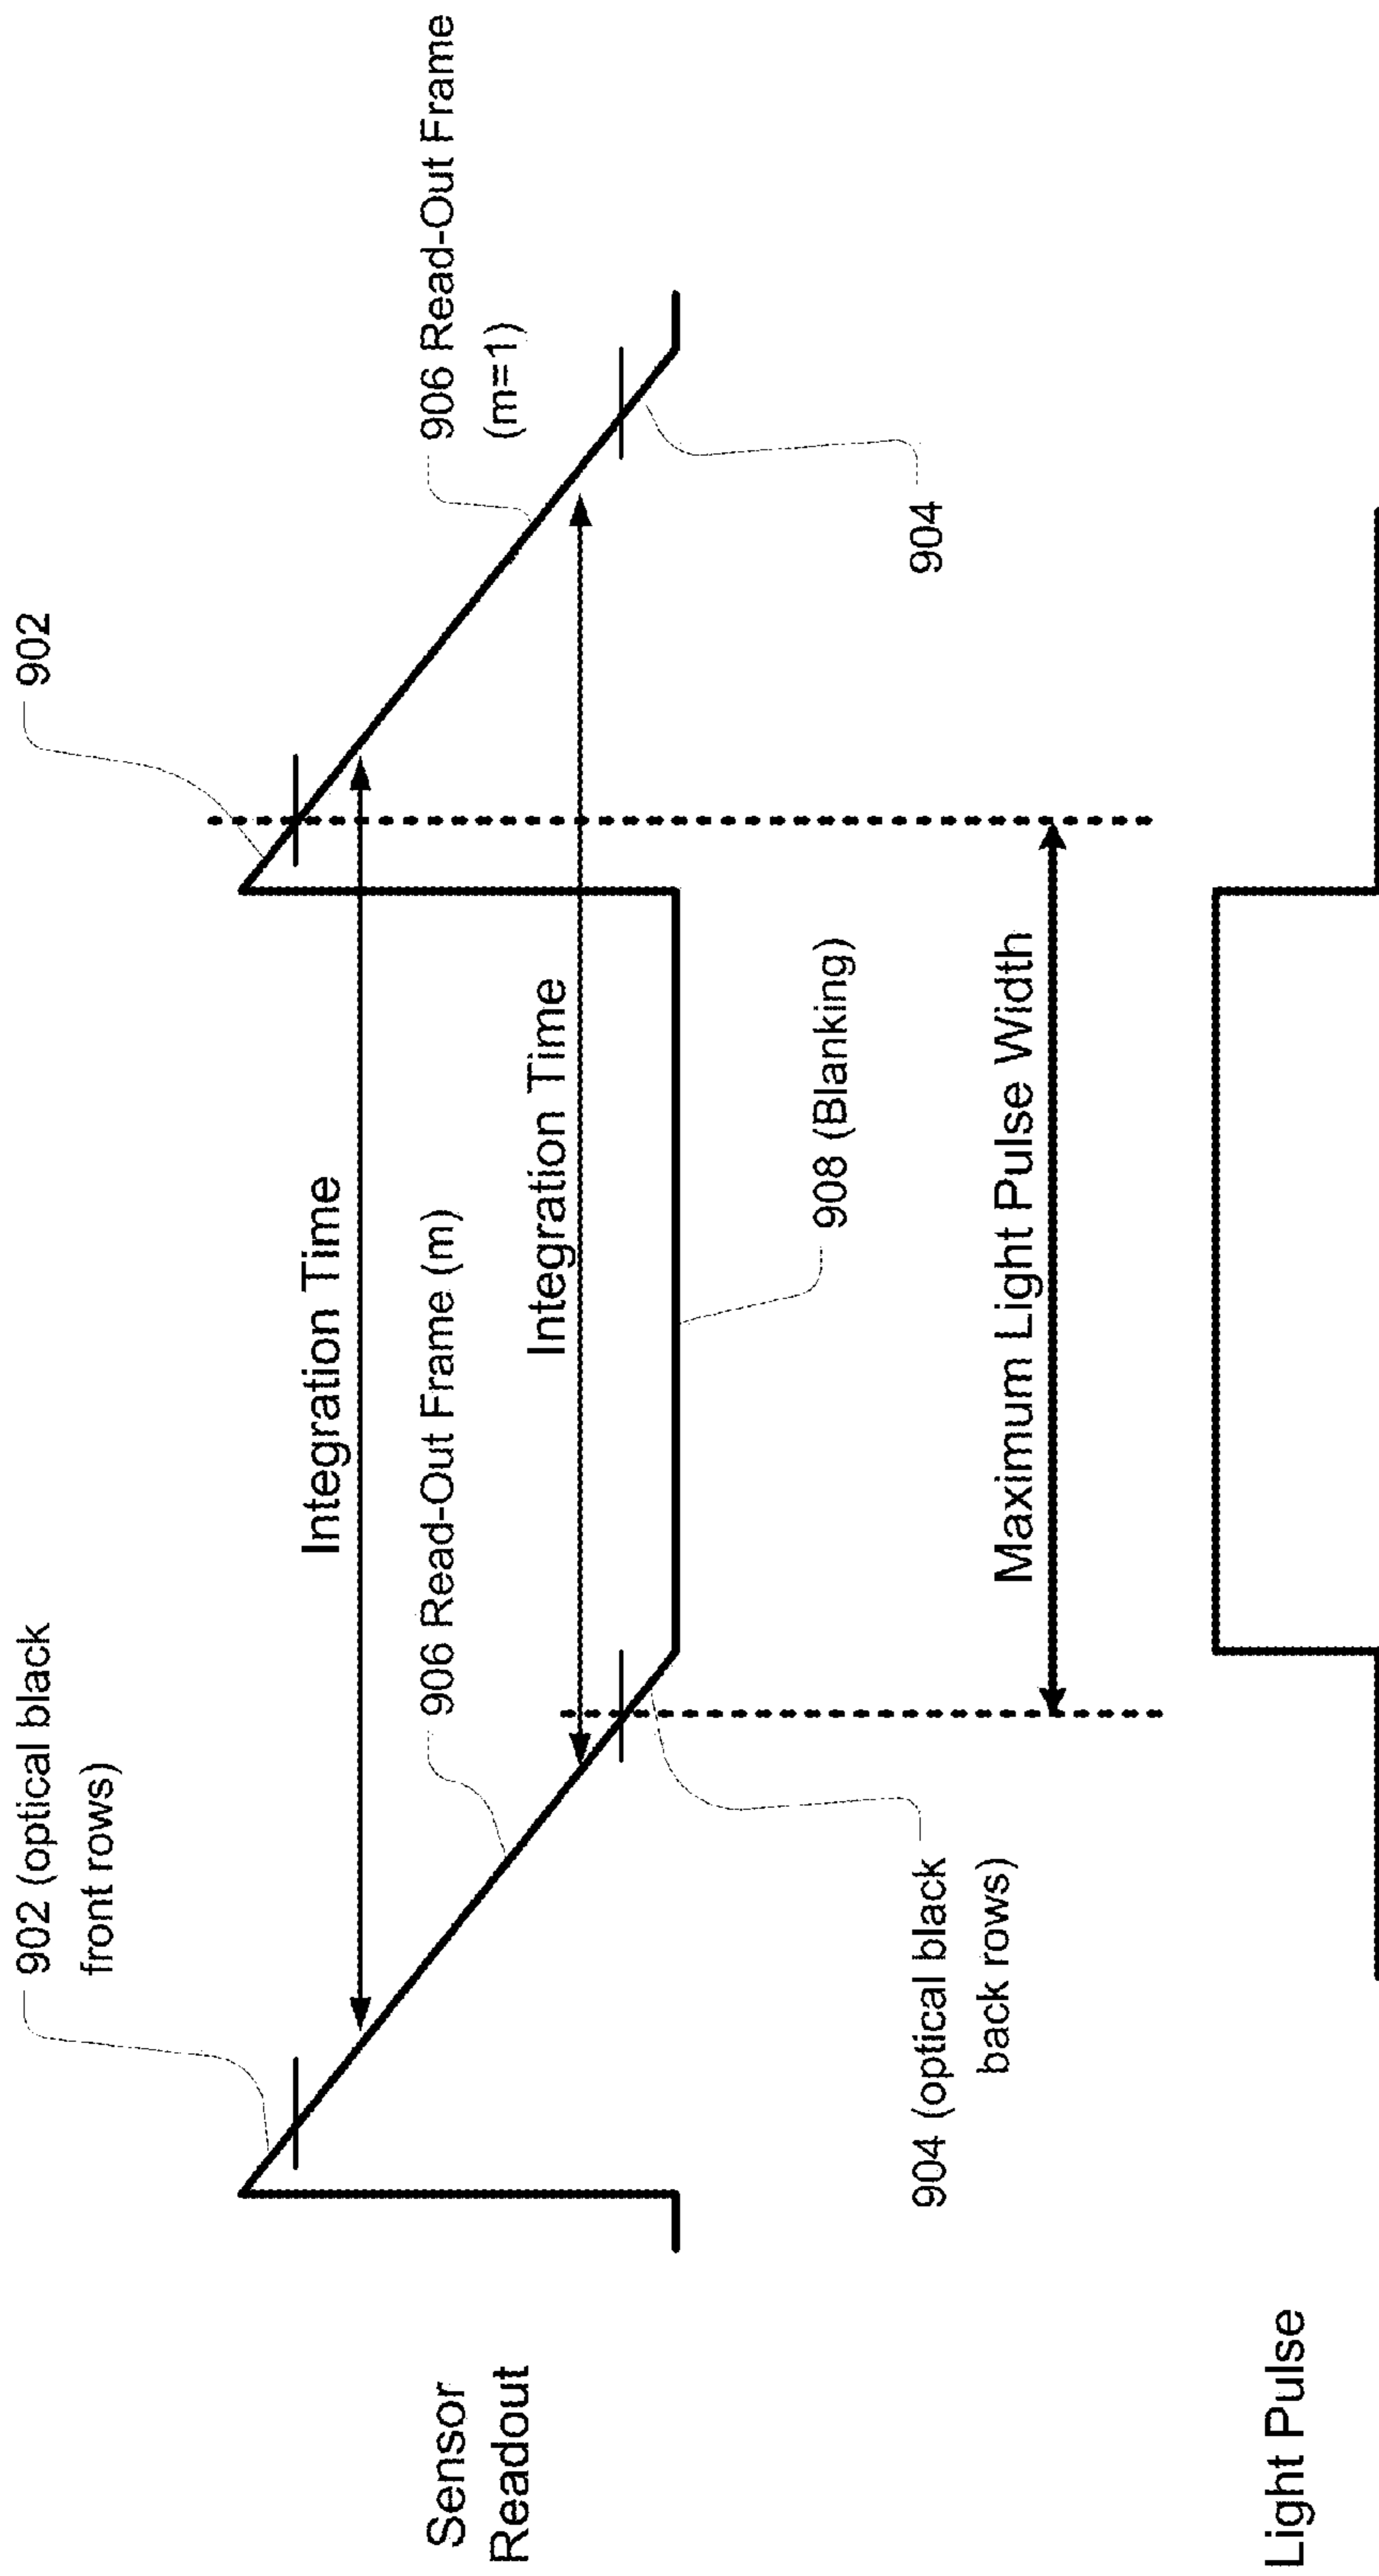 902 (optical black
front rows)
902
906 Read-Out Frame
(m=1)
Integration Time
906 Read-Out Frame (m)
Integration Time
Sensor
Readout
908 (Blanking)
904 (optical black
back rows)
904
Maximum Light Pulse Width
Light Pulse